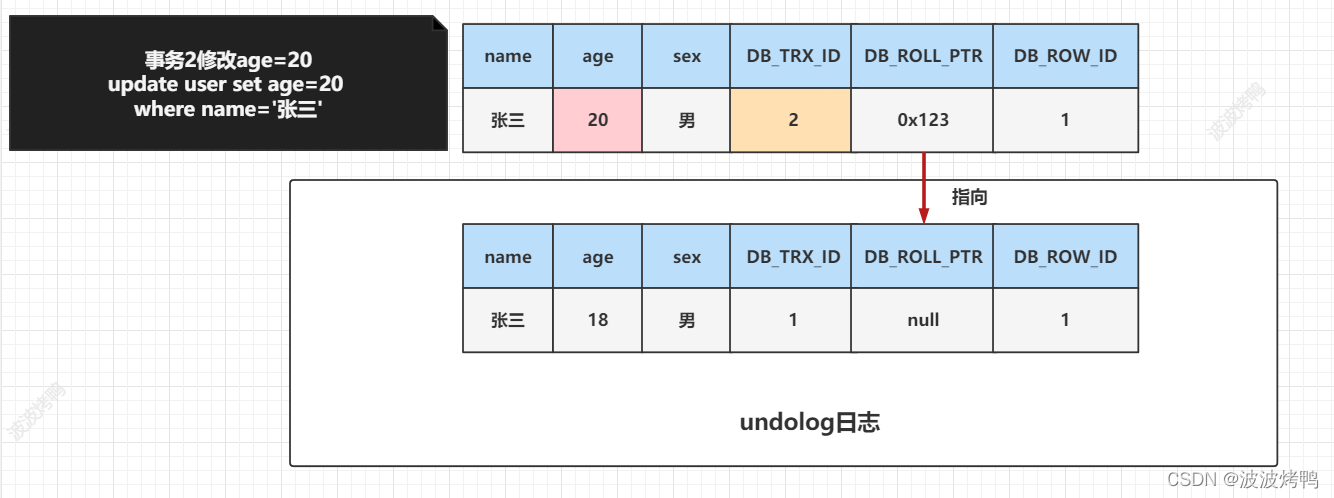 事务2修改age=20
update user set age=20
where name='张三'
name age sex DB_TRX_ID DB_ROLL_PTR DB_ROW_ID
张三 20 男 2 0x123 1
指向
name age sex DB_TRX_ID DB_ROLL_PTR DB_ROW_ID
张三 18 男 1 null 1
undolog日志
波波烤鸭
波波烤鸭
CSDN @波波烤鸭